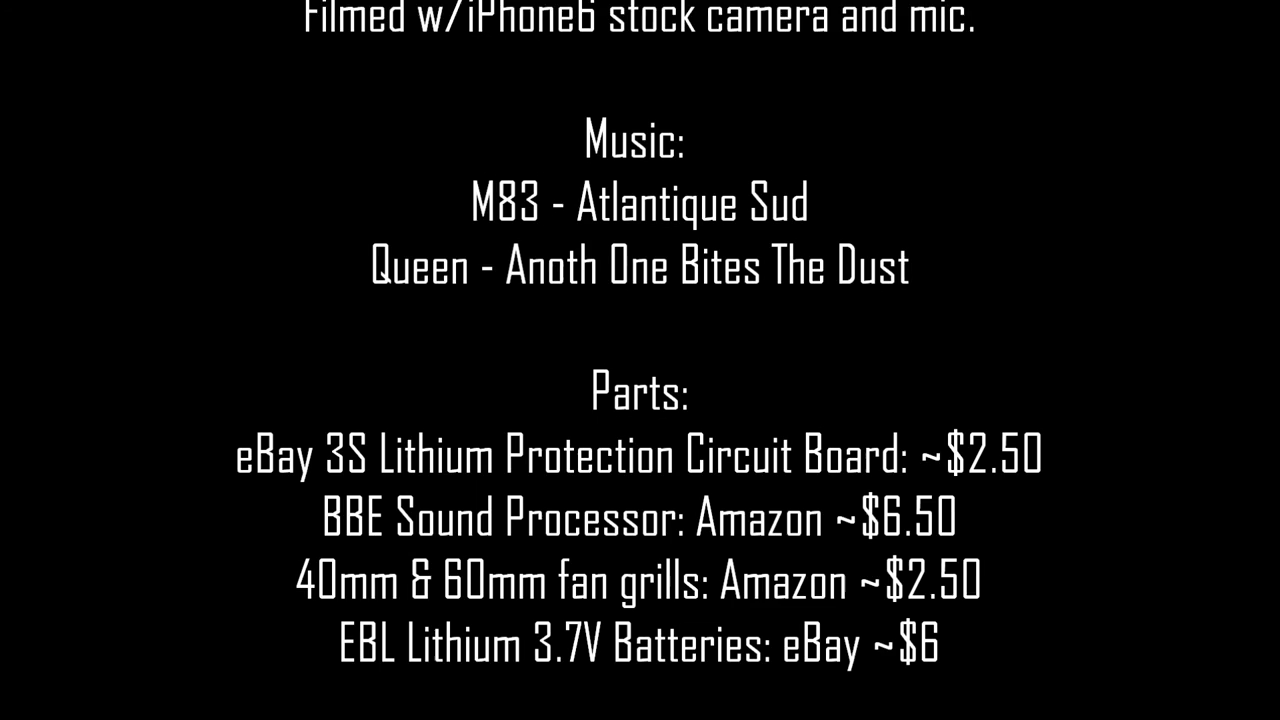 Filmed w/iPhone6 stock camera and mic.
Music:
M83 - Atlantique Sud
Queen - Anoth One Bites The Dust
Parts:
eBay 3S Lithium Protection Circuit Board: ~$2.50
BBE Sound Processor: Amazon ~$6.50
40mm & 60mm fan grills: Amazon ~$2.50
EBL Lithium 3.7V Batteries: eBay ~$6